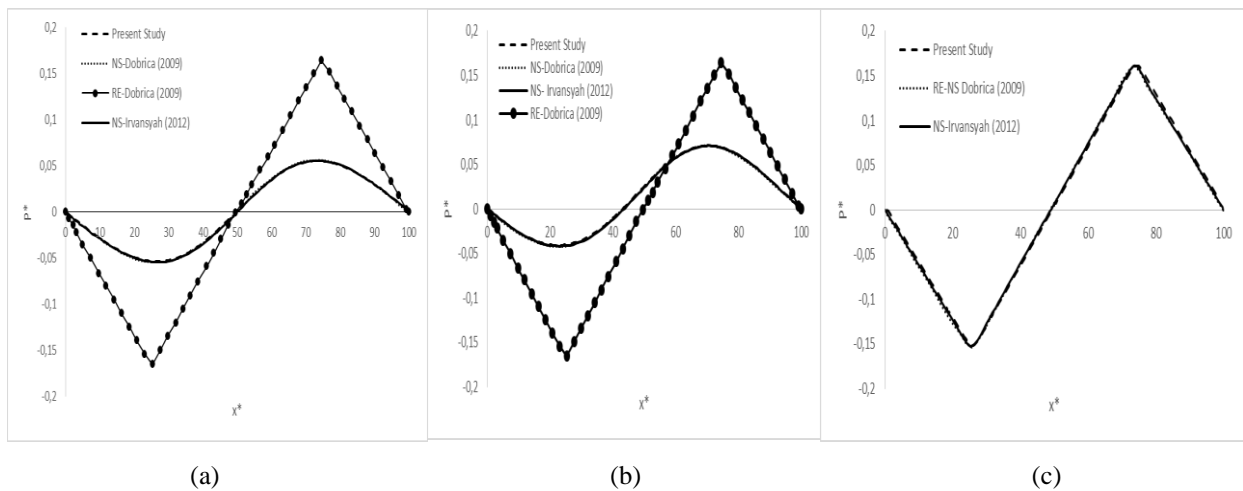 0,2
0,15
0,1
0,05
0
-0,05
-0,1
-0,15
-0,2
P*
0 10 20 30 40 50 60 70 80 90 100
x*
Present Study
NS-Dobrica (2009)
RE-Dobrica (2009)
NS-Irvansyah (2012)
(a)
0,2
0,15
0,1
0,05
0
-0,05
-0,1
-0,15
-0,2
P*
0 20 40 60 80 100
x*
Present Study
NS-Dobrica (2009)
NS- Irvansyah (2012)
RE-Dobrica (2009)
(b)
0,2
0,15
0,1
0,05
0
-0,05
-0,1
-0,15
-0,2
P*
0 20 40 60 80 100
x*
Present Study
RE-NS Dobrica (2009)
NS-Irvansyah (2012)
(c)